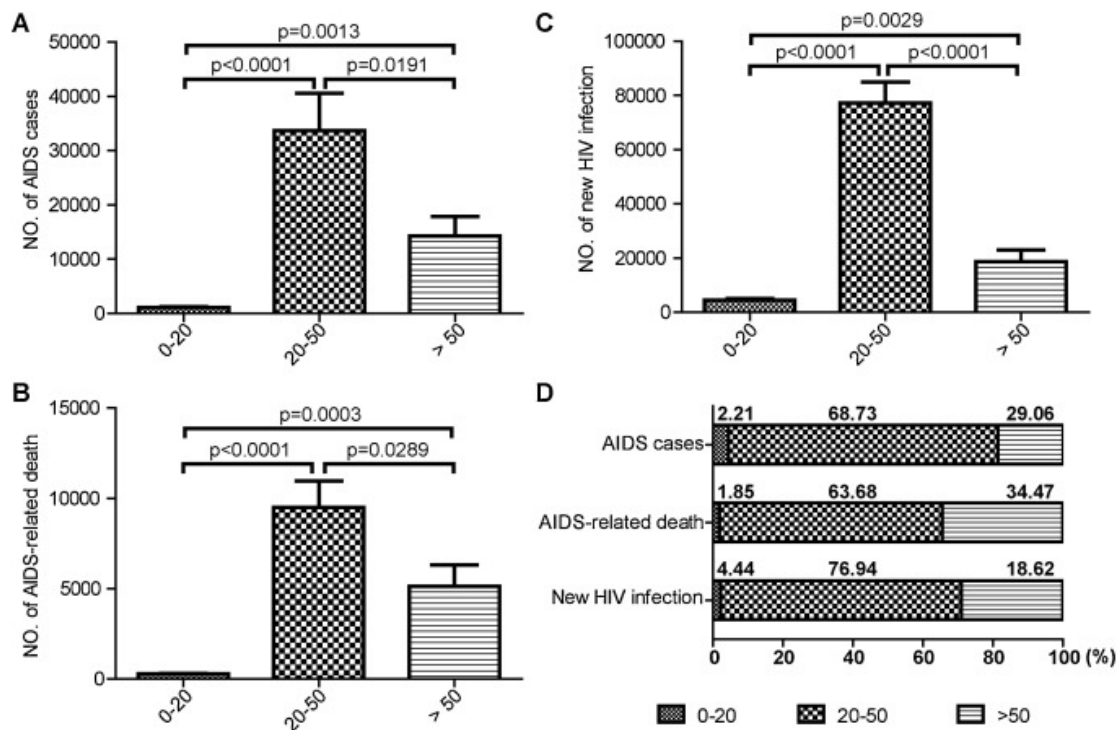 A
NO. of AIDS cases
50000
40000
30000
20000
10000
0
p=0.0013
p<0.0001
p=0.0191
0-20
20-50
> 50
B
NO. of AIDS-related death
15000
10000
5000
0
p=0.0003
p<0.0001
p=0.0289
0-20
20-50
> 50
C
NO. of new HIV infection
100000
80000
60000
40000
20000
0
p=0.0029
p<0.0001
p<0.0001
0-20
20-50
> 50
D
2.21 68.73 29.06
AIDS cases
1.85 63.68 34.47
AIDS-related death
4.44 76.94 18.62
New HIV infection
0 20 40 60 80 100 (%)
0-20 20-50 >50